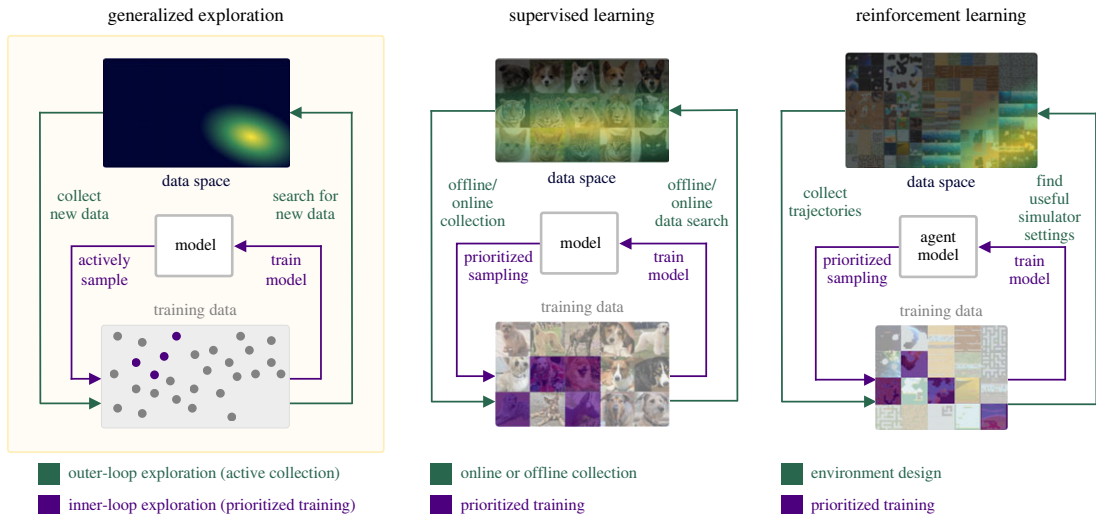 generalized exploration
data space
collect
new data
search for
new data
model
actively
sample
train
model
training data
outer-loop exploration (active collection)
inner-loop exploration (prioritized training)
supervised learning
data space
offline/
online
collection
offline/
online
data search
model
prioritized
sampling
train
model
training data
online or offline collection
prioritized training
reinforcement learning
data space
collect
trajectories
find
useful
simulator
settings
agent
model
prioritized
sampling
train
model
training data
environment design
prioritized training